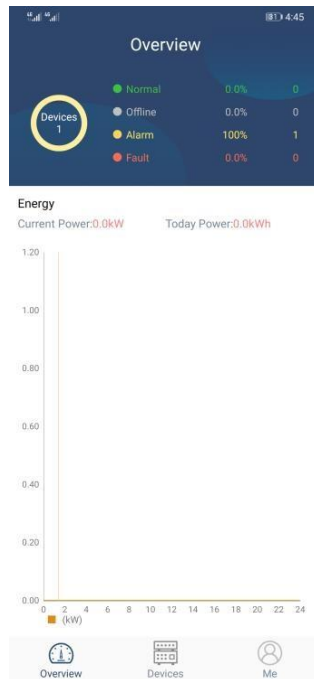 4:45
Overview
Devices
1
Normal 0.0% 0
Offline 0.0% 0
Alarm 100% 1
Fault 0.0% 0
Energy
Current Power:0.0kW Today Power:0.0kWh
1.20
1.00
0.80
0.60
0.40
0.20
0.00
0 2 4 6 8 10 12 14 16 18 20 22 24
(kW)
Overview Devices Me